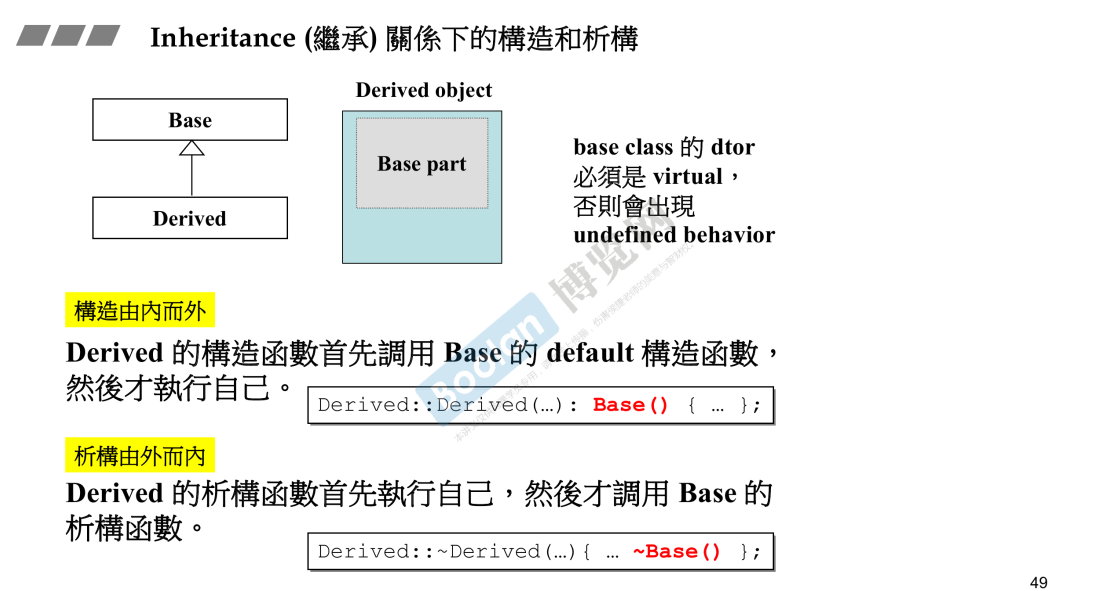 Inheritance (繼承) 關係下的構造和析構
Derived object
Base
Base part
Derived
base class 的 dtor
必須是 virtual，
否則會出現
undefined behavior
博览网
Boolan
構造由內而外
Derived 的構造函數首先調用 Base 的 default 構造函數，
然後才執行自己。
Derived::Derived(…): Base() { … };
析構由外而內
Derived 的析構函數首先執行自己，然後才調用 Base 的
析構函數。
Derived::~Derived(…){ … ~Base() };
49